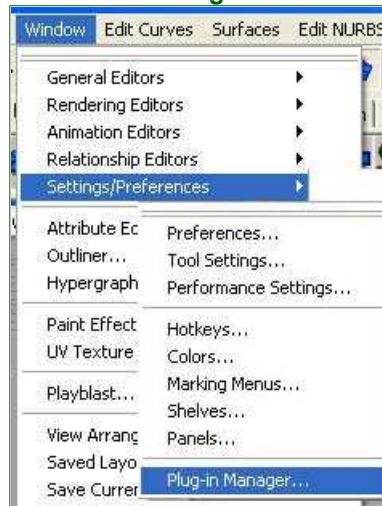 Window Edit Curves Surfaces Edit NURBS
General Editors
Rendering Editors
Animation Editors
Relationship Editors
Settings/Preferences
Attribute Ec
Outliner...
Hypergraph
Paint Effect
UV Texture
Playblast...
View Arrang
Saved Layo
Save Currer
Preferences...
Tool Settings...
Performance Settings...
Hotkeys...
Colors...
Marking Menus...
Shelves...
Panels...
Plug-in Manager...